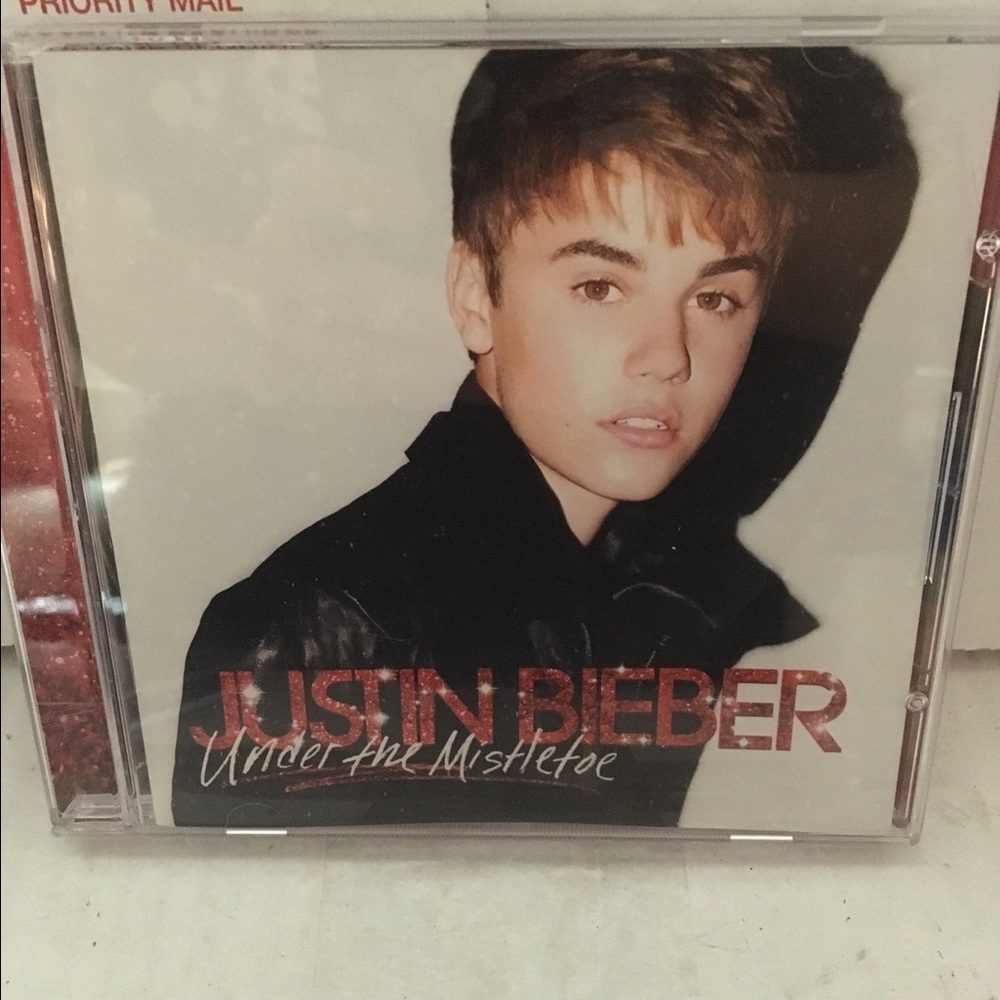 PRIORITY MAIL
JUSTIN BIEBER
Under the Mistletoe